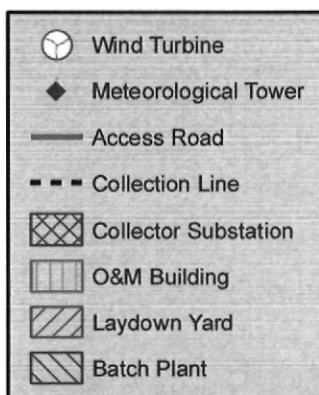 Wind Turbine
Meteorological Tower
Access Road
Collection Line
Collector Substation
O&M Building
Laydown Yard
Batch Plant